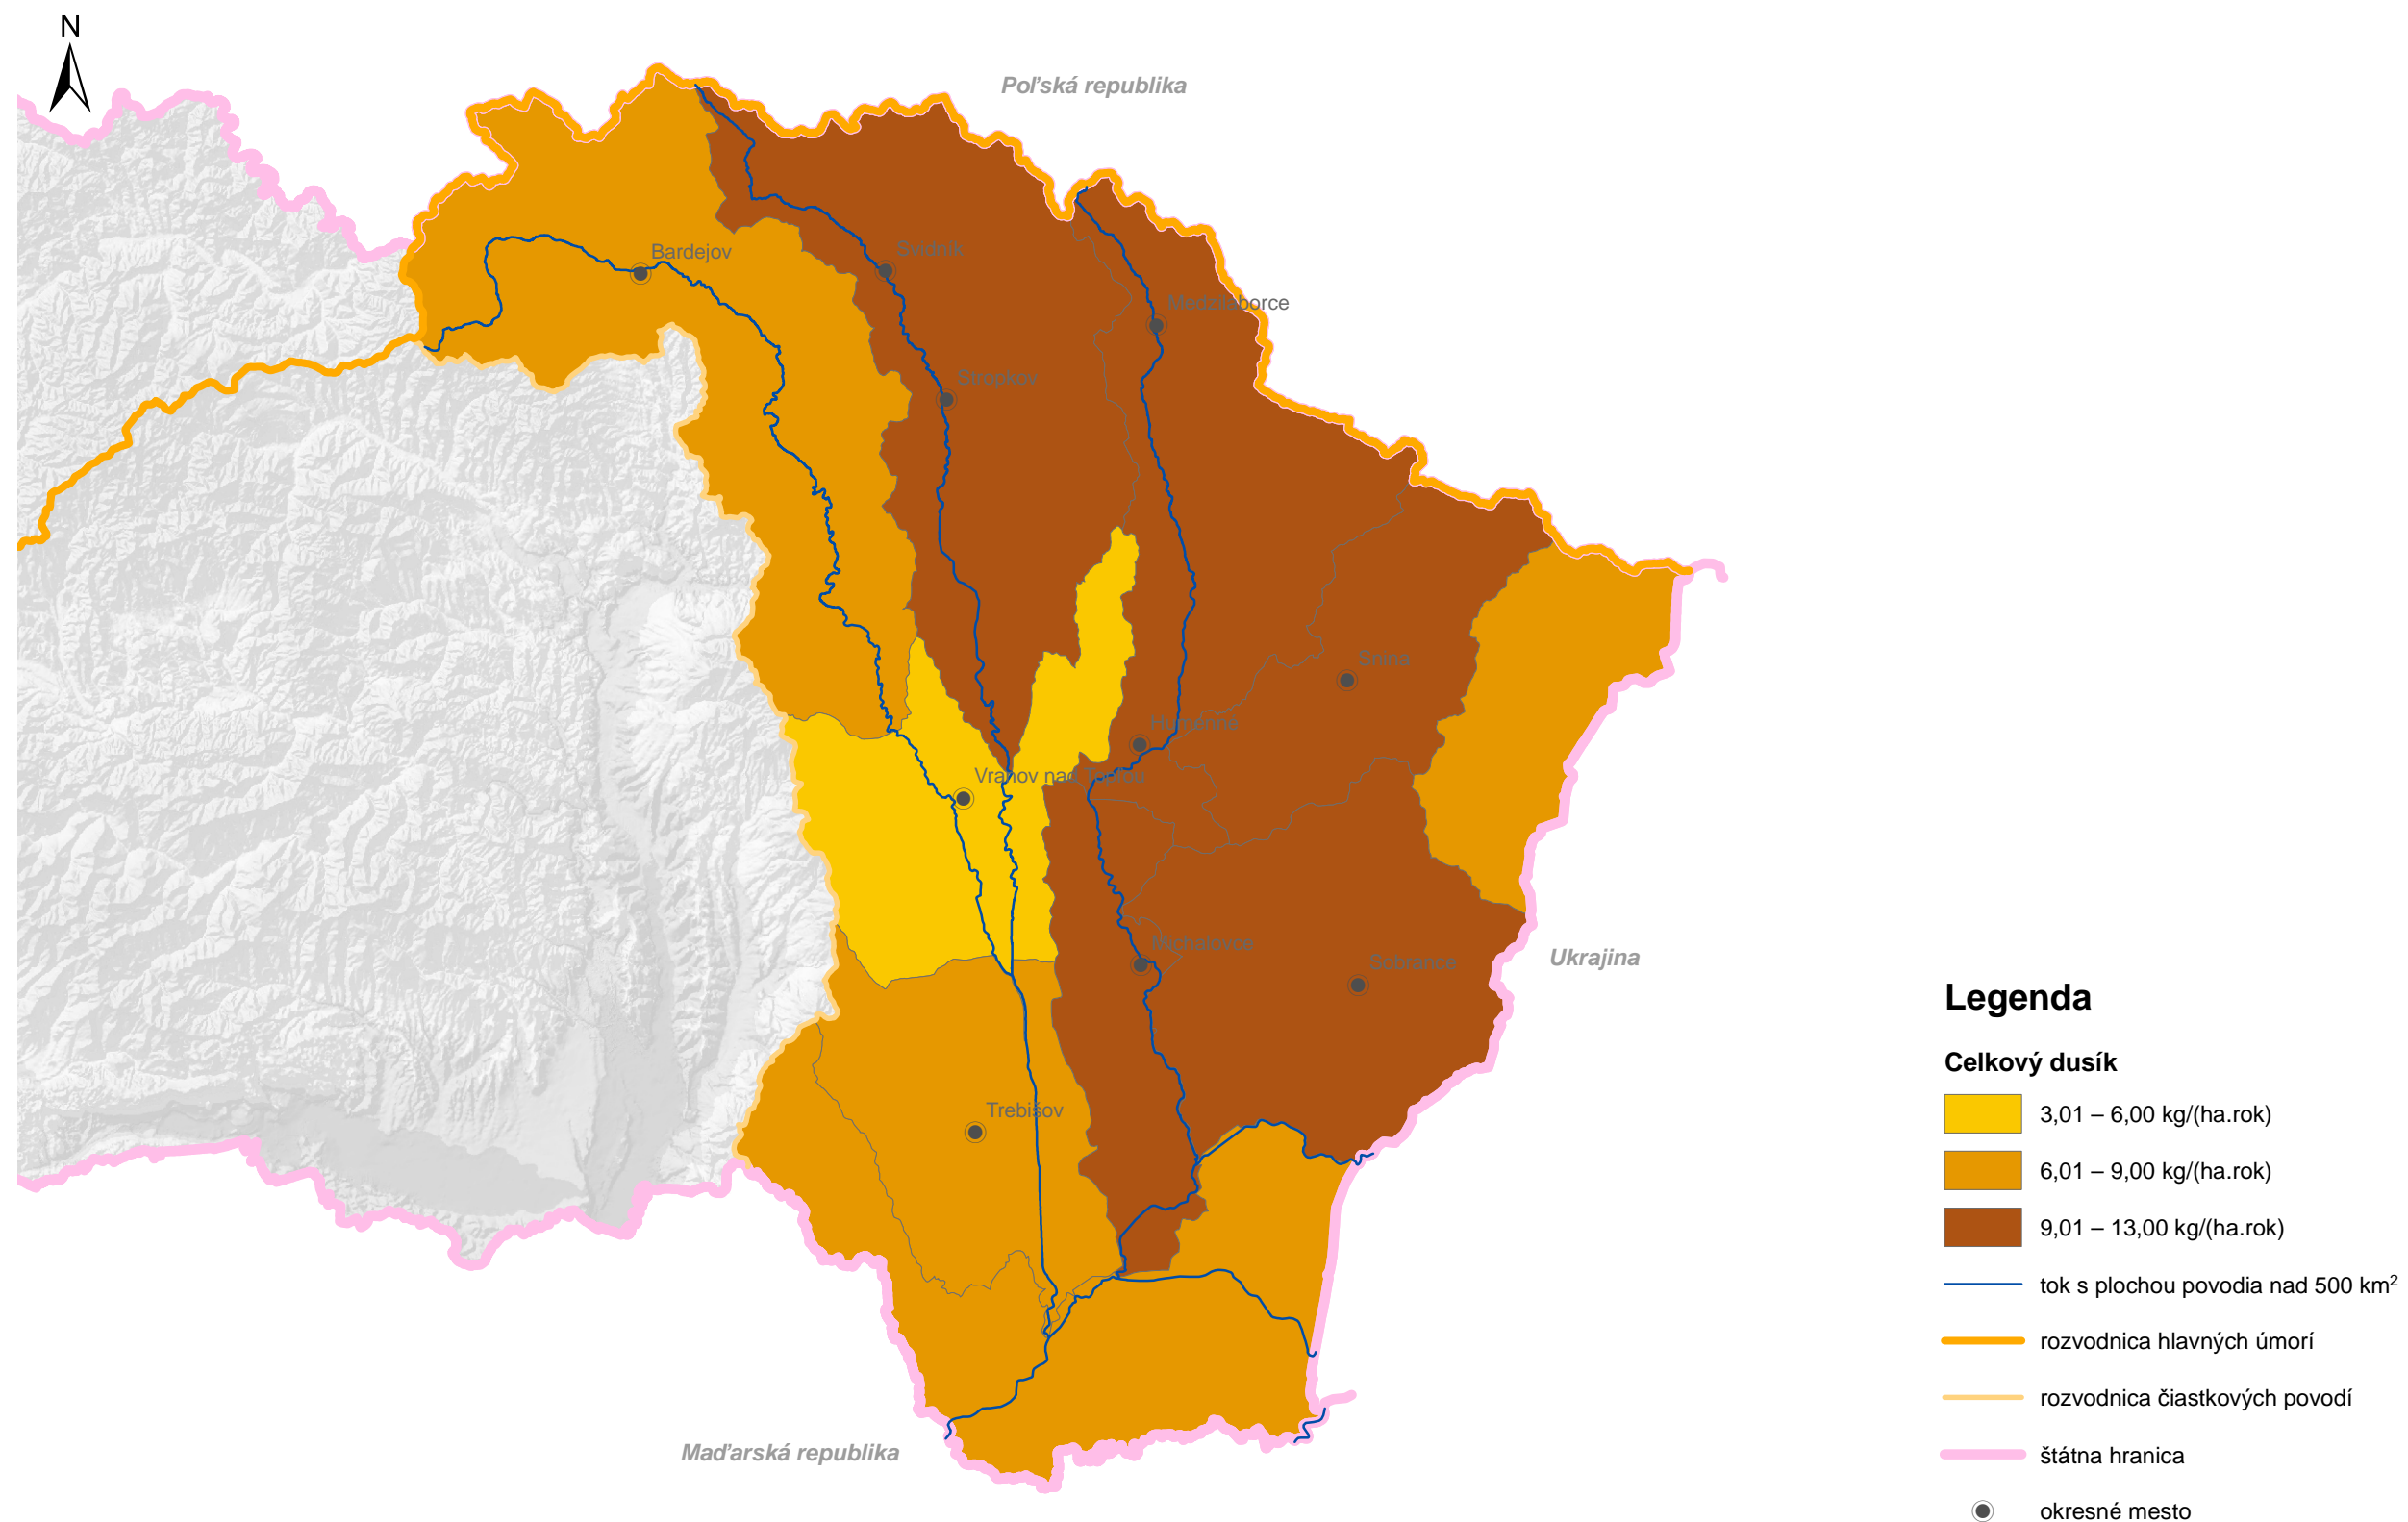 N
Poľská republika
Bardejov
Svidník
Medzilaborce
Stropkov
Snina
Humenné
Vranov nad Topľou
Michalovce
Sobrance
Ukrajina
Trebišov
Maďarská republika
Legenda
Celkový dusík
3,01 – 6,00 kg/(ha.rok)
6,01 – 9,00 kg/(ha.rok)
9,01 – 13,00 kg/(ha.rok)
tok s plochou povodia nad 500 km²
rozvodnica hlavných úmorí
rozvodnica čiastkových povodí
štátna hranica
okresné mesto